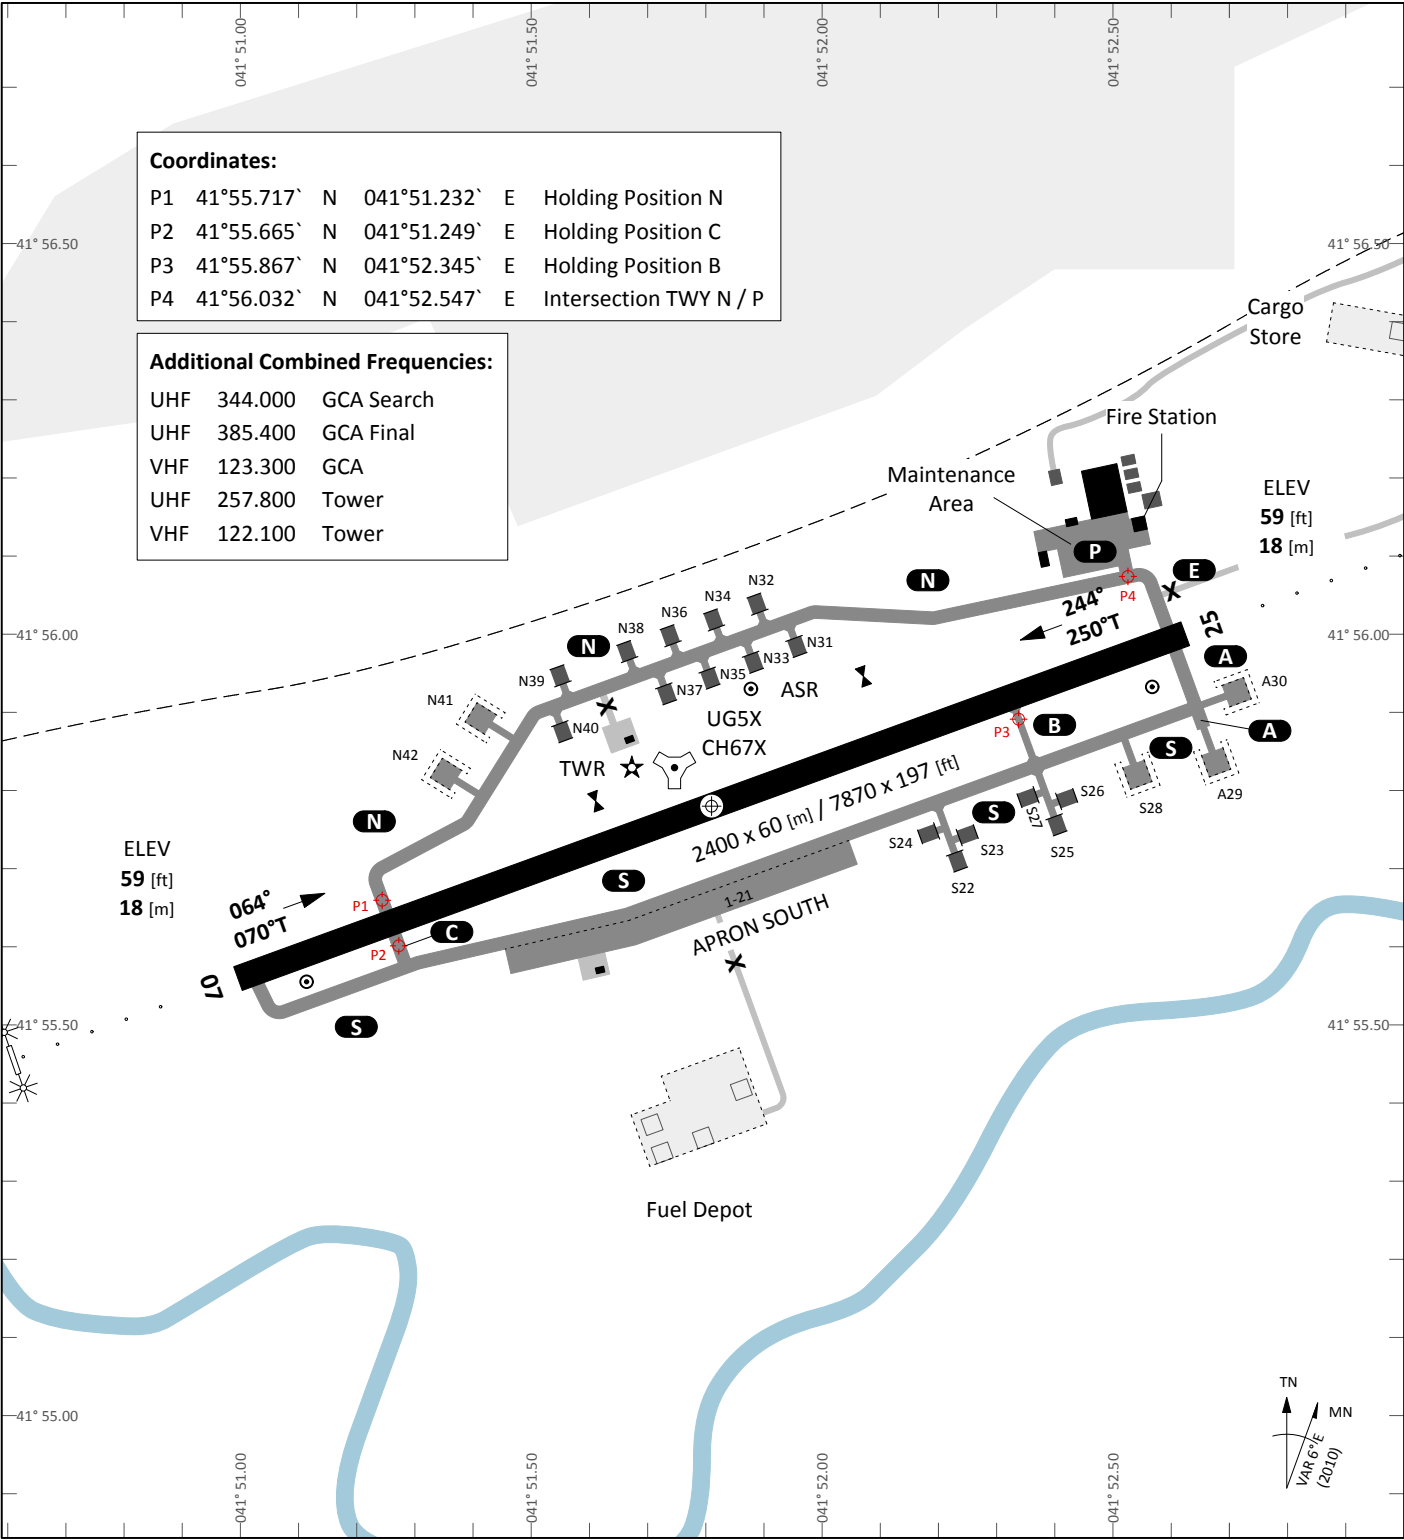 041° 51.00
041° 51.50
041° 52.00
041° 52.50
Coordinates:
P1 41°55.717` N 041°51.232` E Holding Position N
P2 41°55.665` N 041°51.249` E Holding Position C
P3 41°55.867` N 041°52.345` E Holding Position B
P4 41°56.032` N 041°52.547` E Intersection TWY N / P
41° 56.50
41° 56.50
Additional Combined Frequencies:
UHF 344.000 GCA Search
UHF 385.400 GCA Final
VHF 123.300 GCA
UHF 257.800 Tower
VHF 122.100 Tower
Cargo
Store
Fire Station
Maintenance
Area
ELEV
59 [ft]
18 [m]
P
E
N
P4
244°
250°T
25
41° 56.00
41° 56.00
N32
N34
N36
N38
N
N39
N31
N33
N35
N37
N40
N41
N42
ASR
UG5X
CH67X
TWR
A
A30
P3
B
S
A
A29
S28
S26
S27
S25
S
S24
S23
S22
2400 x 60 [m] / 7870 x 197 [ft]
N
ELEV
59 [ft]
18 [m]
064°
070°T
P1
P2
C
S
1-21
APRON SOUTH
07
S
41° 55.50
41° 55.50
Fuel Depot
41° 55.00
TN
MN
VAR 6° E
(2010)
041° 51.00
041° 51.50
041° 52.00
041° 52.50